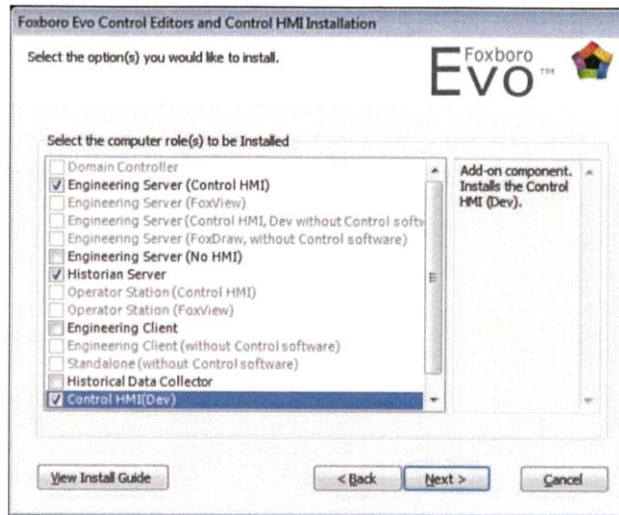 Foxboro Evo Control Editors and Control HMI Installation
Select the option(s) you would like to install.
Foxboro
Evo™
Select the computer role(s) to be Installed
Domain Controller
Engineering Server (Control HMI)
Engineering Server (FoxView)
Engineering Server (Control HMI, Dev without Control softw
Engineering Server (FoxDraw, without Control software)
Engineering Server (No HMI)
Historian Server
Operator Station (Control HMI)
Operator Station (FoxView)
Engineering Client
Engineering Client (without Control software)
Standalone (without Control software)
Historical Data Collector
Control HMI(Dev)
Add-on component.
Installs the Control
HMI (Dev).
View Install Guide
< Back
Next >
Cancel